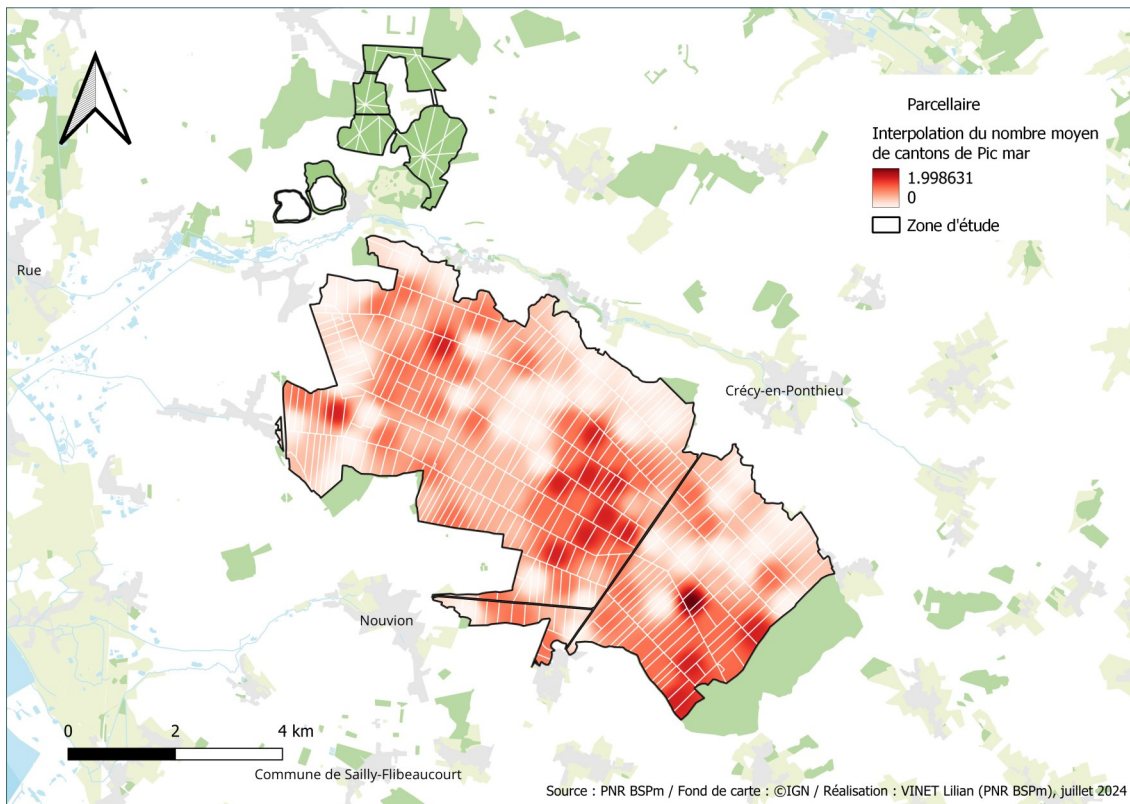 Parcellaire
Interpolation du nombre moyen
de cantons de Pic mar
1.998631
0
Zone d'étude
Rue
Crécy-en-Ponthieu
Nouvion
0 2 4 km
Commune de Sailly-Flibeaucourt
Source : PNR BSPm / Fond de carte : ©IGN / Réalisation : VINET Lilian (PNR BSPm), juillet 2024